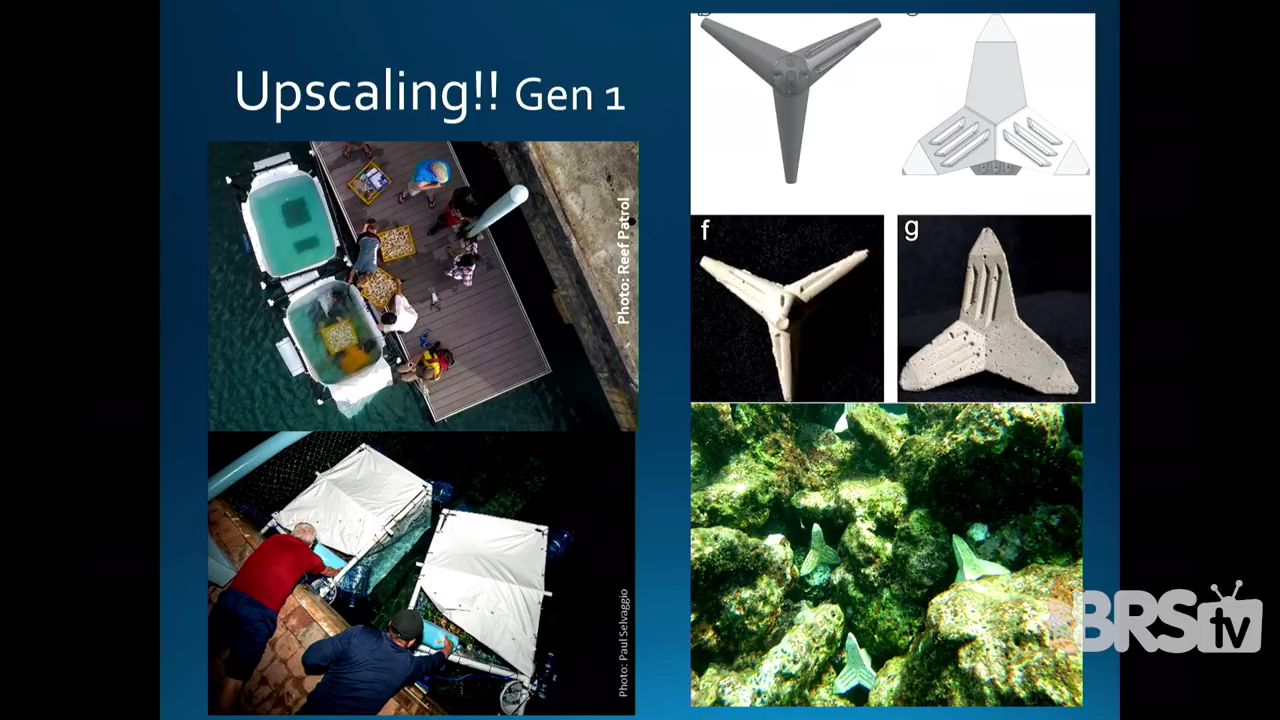 Upscaling!! Gen 1
Photo: Reef Patrol
Photo: Paul Selvaggio
f
g
BRS
tv